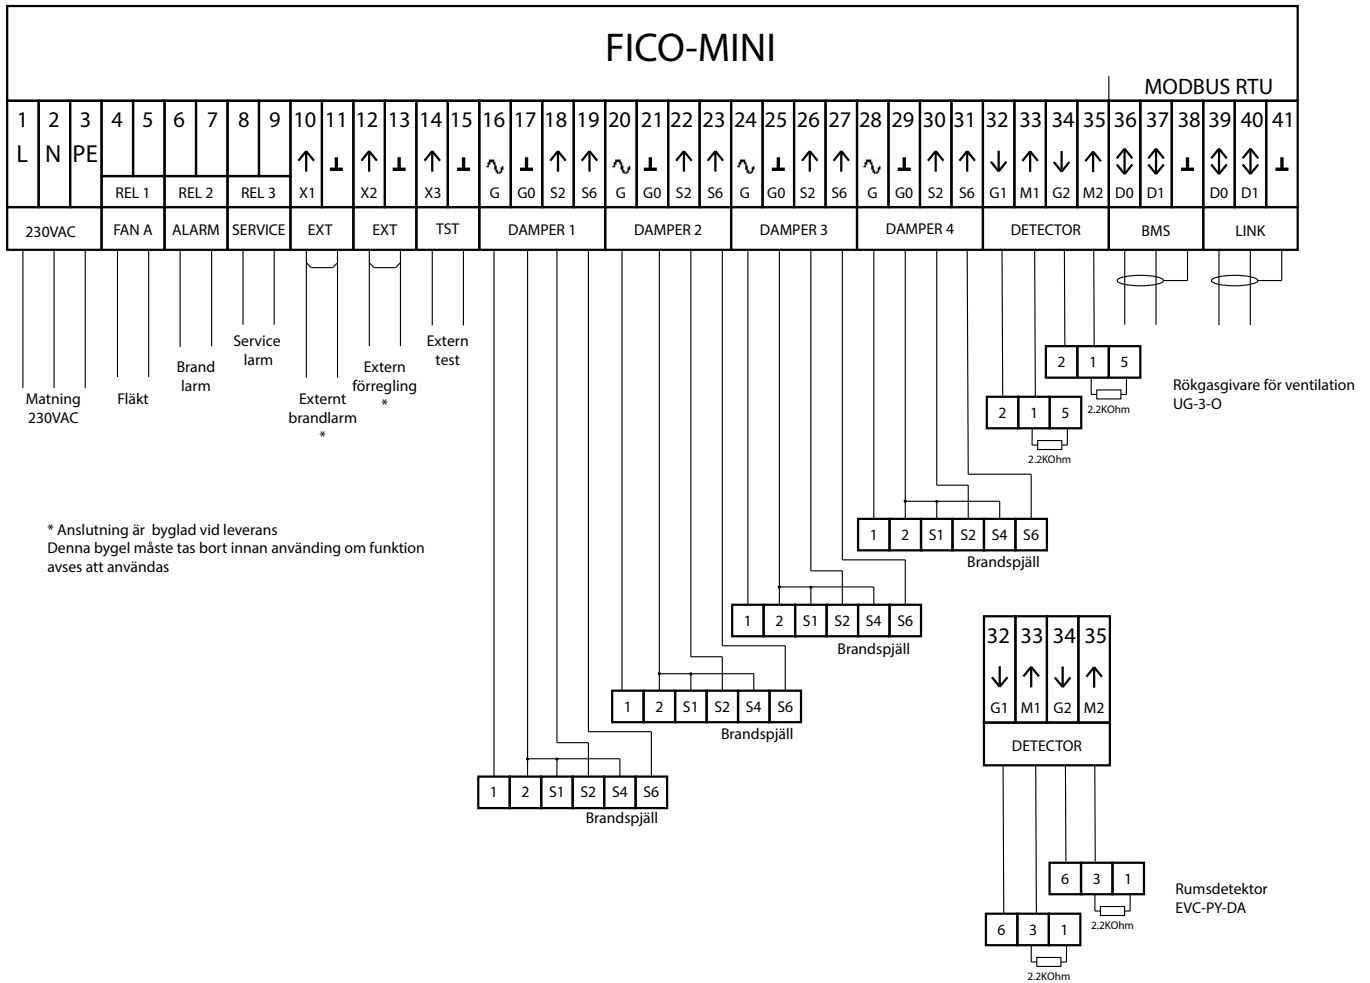 FICO-MINI
MODBUS RTU
1 2 3 4 5 6 7 8 9 10 11 12 13 14 15 16 17 18 19 20 21 22 23 24 25 26 27 28 29 30 31 32 33 34 35 36 37 38 39 40 41
L N PE
REL 1 REL 2 REL 3 X1 X2 X3 G G0 S2 S6 G G0 S2 S6 G G0 S2 S6 G G0 S2 S6 G1 M1 G2 M2 D0 D1 D0 D1
230VAC FAN A ALARM SERVICE EXT EXT TST DAMPER 1 DAMPER 2 DAMPER 3 DAMPER 4 DETECTOR BMS LINK
Matning
230VAC
Fläkt
Brand
larm
Service
larm
Externt
brandlarm
*
Extern
förregling
*
Extern
test
2 1 5
2.2KOhm
2 1 5
2.2KOhm
Rökgasgivare för ventilation
UG-3-O
* Anslutning är byglad vid leverans
Denna bygel måste tas bort innan använding om funktion
avses att användas
1 2 S1 S2 S4 S6
Brandspjäll
1 2 S1 S2 S4 S6
Brandspjäll
1 2 S1 S2 S4 S6
Brandspjäll
1 2 S1 S2 S4 S6
Brandspjäll
32 33 34 35
G1 M1 G2 M2
DETECTOR
6 3 1
2.2KOhm
6 3 1
2.2KOhm
Rumsdetektor
EVC-PY-DA